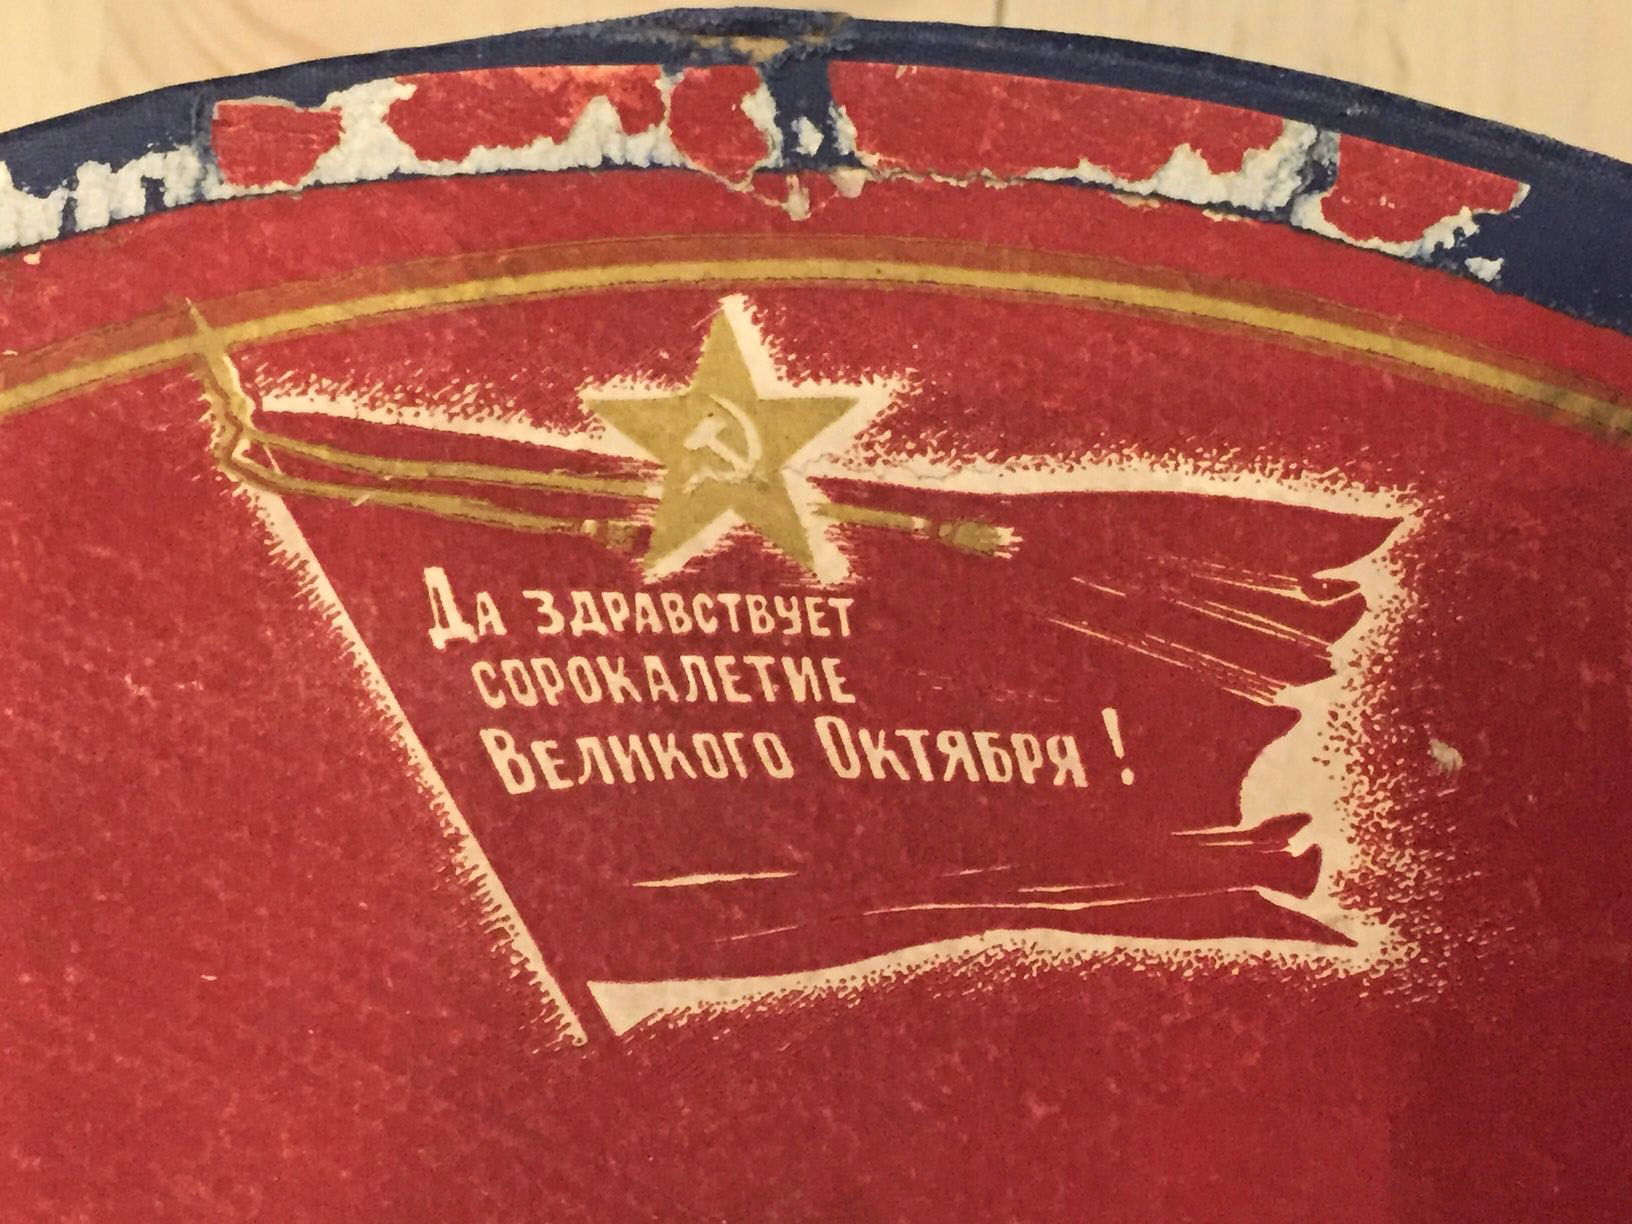 Да здравствует
сорокалетие
Великого Октября!